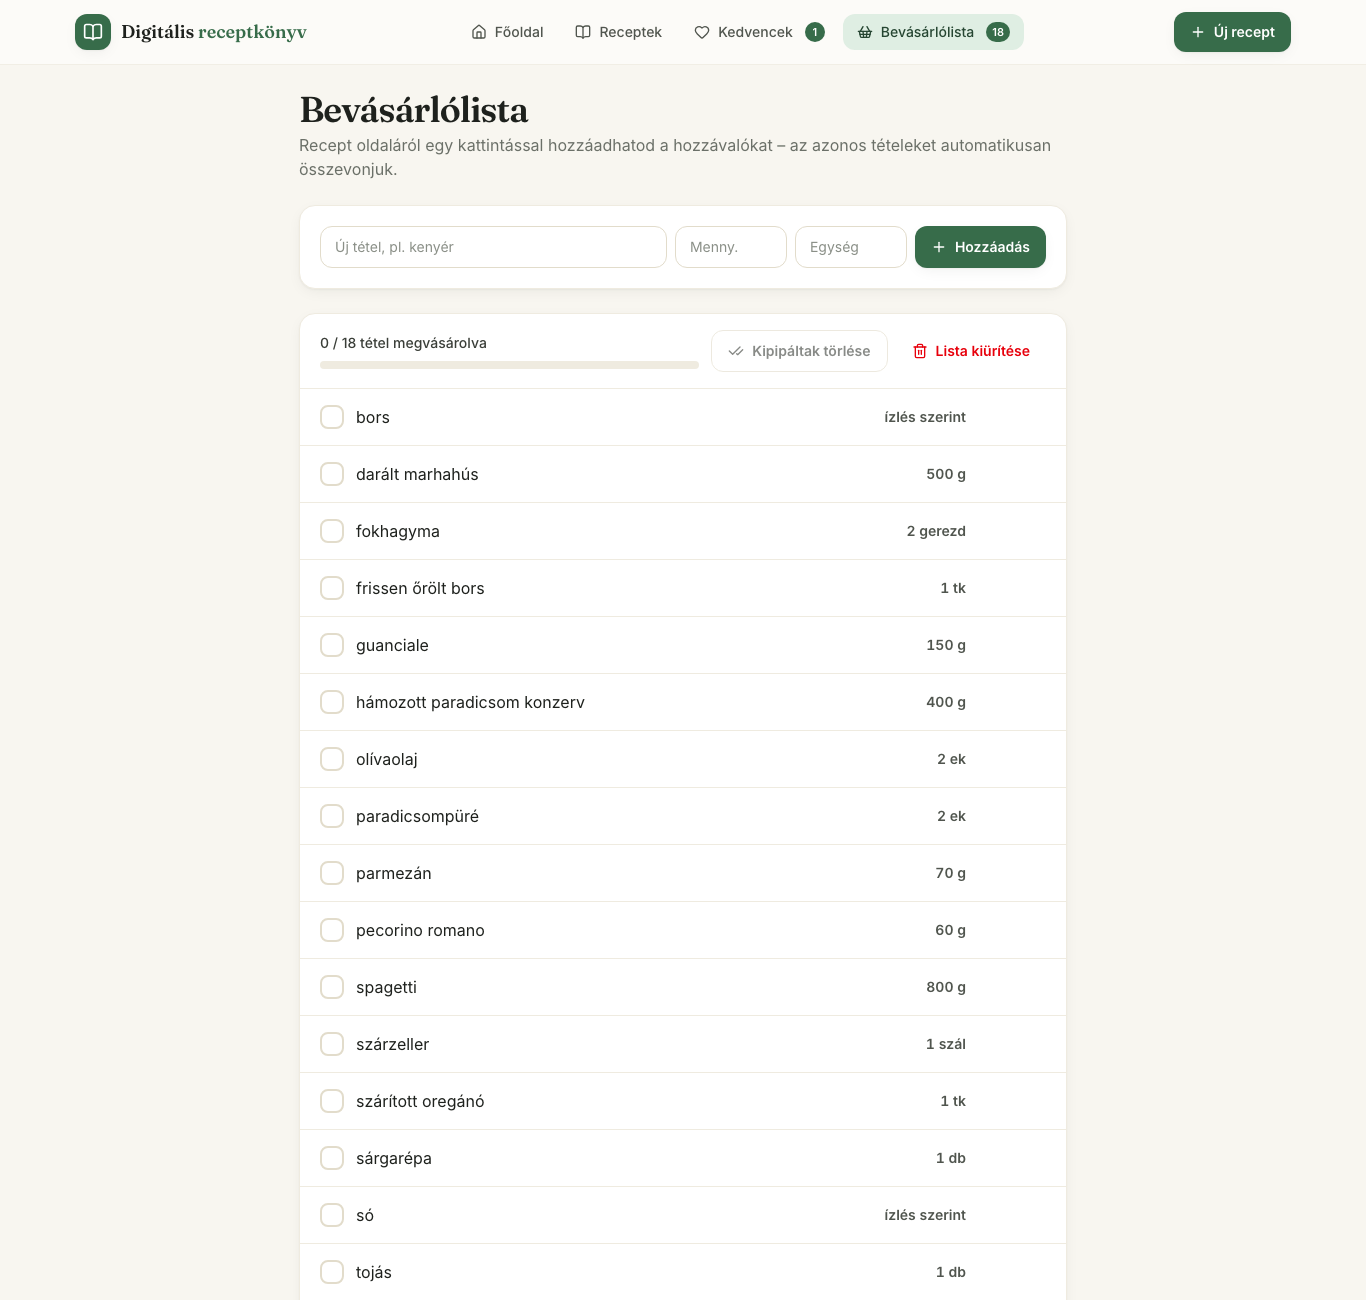 Digitális receptkönyv
Főoldal
Receptek
Kedvencek 1
Bevásárlólista 18
Új recept
Bevásárlólista
Recept oldaláról egy kattintással hozzáadhatod a hozzávalókat – az azonos tételeket automatikusan
összevonjuk.
Új tétel, pl. kenyér
Menny.
Egység
Hozzáadás
0 / 18 tétel megvásárolva
Kipipáltak törlése
Lista kiürítése
bors ízlés szerint
darált marhahús 500 g
fokhagyma 2 gerezd
frissen őrölt bors 1 tk
guanciale 150 g
hámozott paradicsom konzerv 400 g
olívaolaj 2 ek
paradicsompüré 2 ek
parmezán 70 g
pecorino romano 60 g
spagetti 800 g
szárzeller 1 szál
szárított oregánó 1 tk
sárgarépa 1 db
só ízlés szerint
tojás 1 db